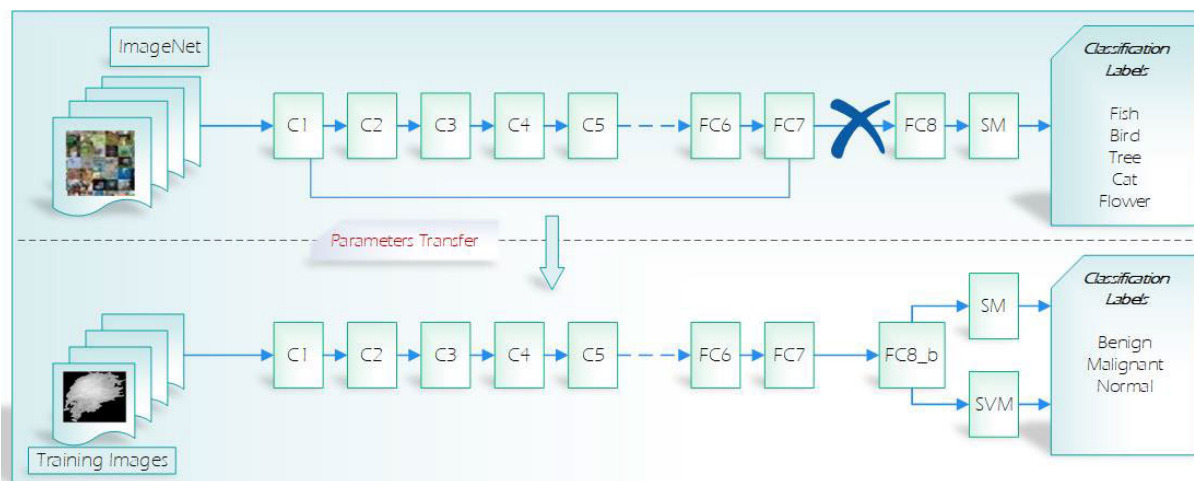 ImageNet
C1 C2 C3 C4 C5 FC6 FC7 FC8 SM
Classification
Labels
Fish
Bird
Tree
Cat
Flower
Parameters Transfer
Training Images
C1 C2 C3 C4 C5 FC6 FC7 FC8_b
SM
SVM
Classification
Labels
Benign
Malignant
Normal